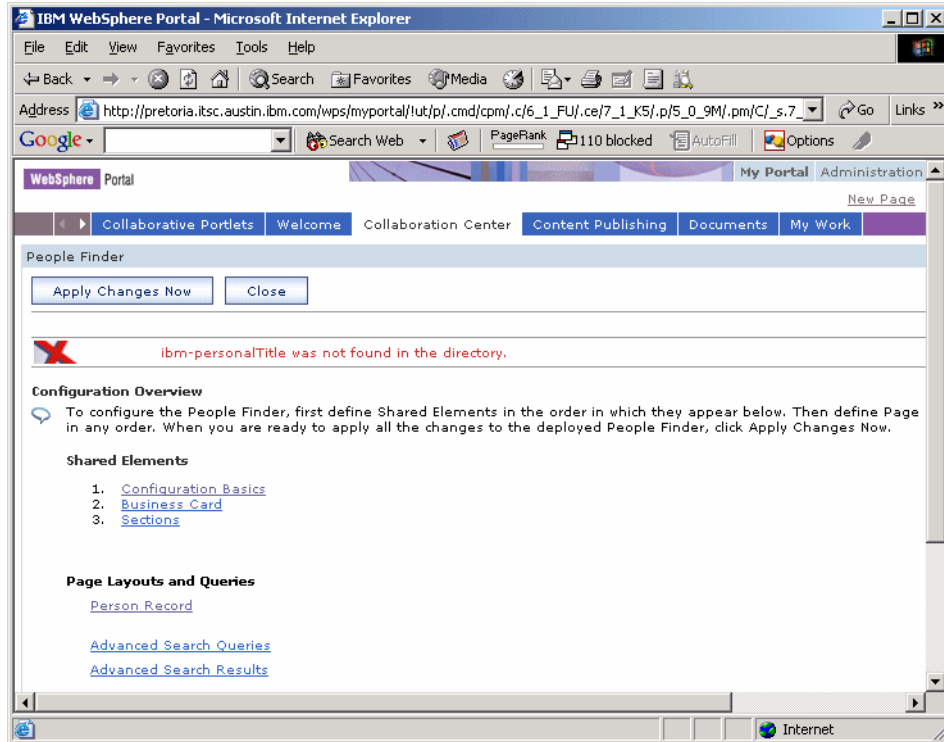 IBM WebSphere Portal - Microsoft Internet Explorer
File Edit View Favorites Tools Help
Back Search Favorites Media
Address http://pretoria.itsc.austin.ibm.com/wps/myportal/!ut/p/.cmd/cpm/.c/6_1_FU/.ce/7_1_K5/.p/5_0_9M/.pm/C/_s.7_ Go Links »
Google Search Web PageRank 110 blocked AutoFill Options
WebSphere Portal My Portal Administration
New Page
Collaborative Portlets Welcome Collaboration Center Content Publishing Documents My Work
People Finder
Apply Changes Now Close
ibm-personalTitle was not found in the directory.
Configuration Overview
To configure the People Finder, first define Shared Elements in the order in which they appear below. Then define Page
in any order. When you are ready to apply all the changes to the deployed People Finder, click Apply Changes Now.
Shared Elements
1. Configuration Basics
2. Business Card
3. Sections
Page Layouts and Queries
Person Record
Advanced Search Queries
Advanced Search Results
Internet